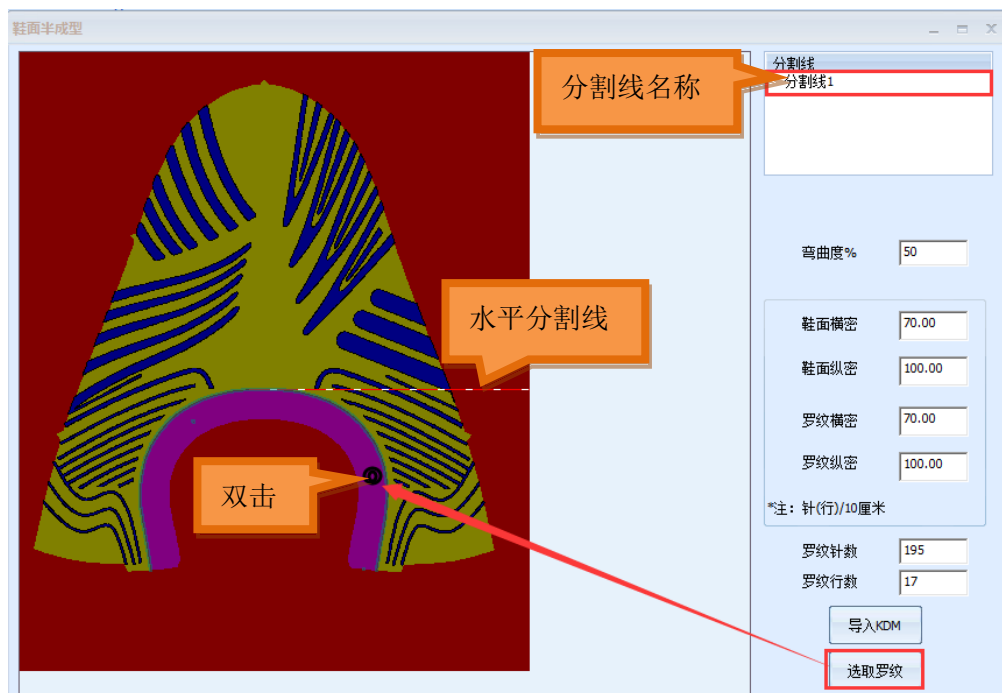 鞋面半成型
分割线
分割线1
分割线名称
弯曲度% 50
水平分割线
鞋面横密 70.00
鞋面纵密 100.00
罗纹横密 70.00
罗纹纵密 100.00
双击
*注：针(行)/10厘米
罗纹针数 195
罗纹行数 17
导入KDM
选取罗纹